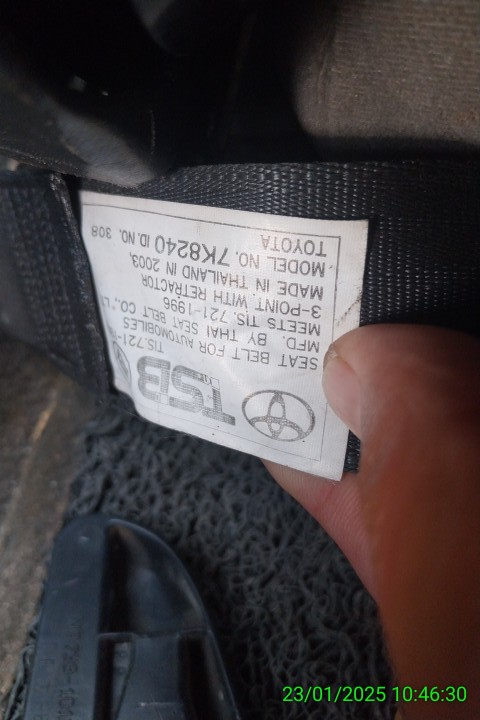 TSB
TIS.721-
SEAT BELT FOR AUTOMOBILES
MFD. BY THAI SEAT BELT CO.,
MEETS TIS. 721-1996
3-POINT. WITH RETRACTOR
MADE IN THAILAND IN 2003,
MODEL NO. 7K8240 ID. NO. 308
TOYOTA
23/01/2025 10:46:30